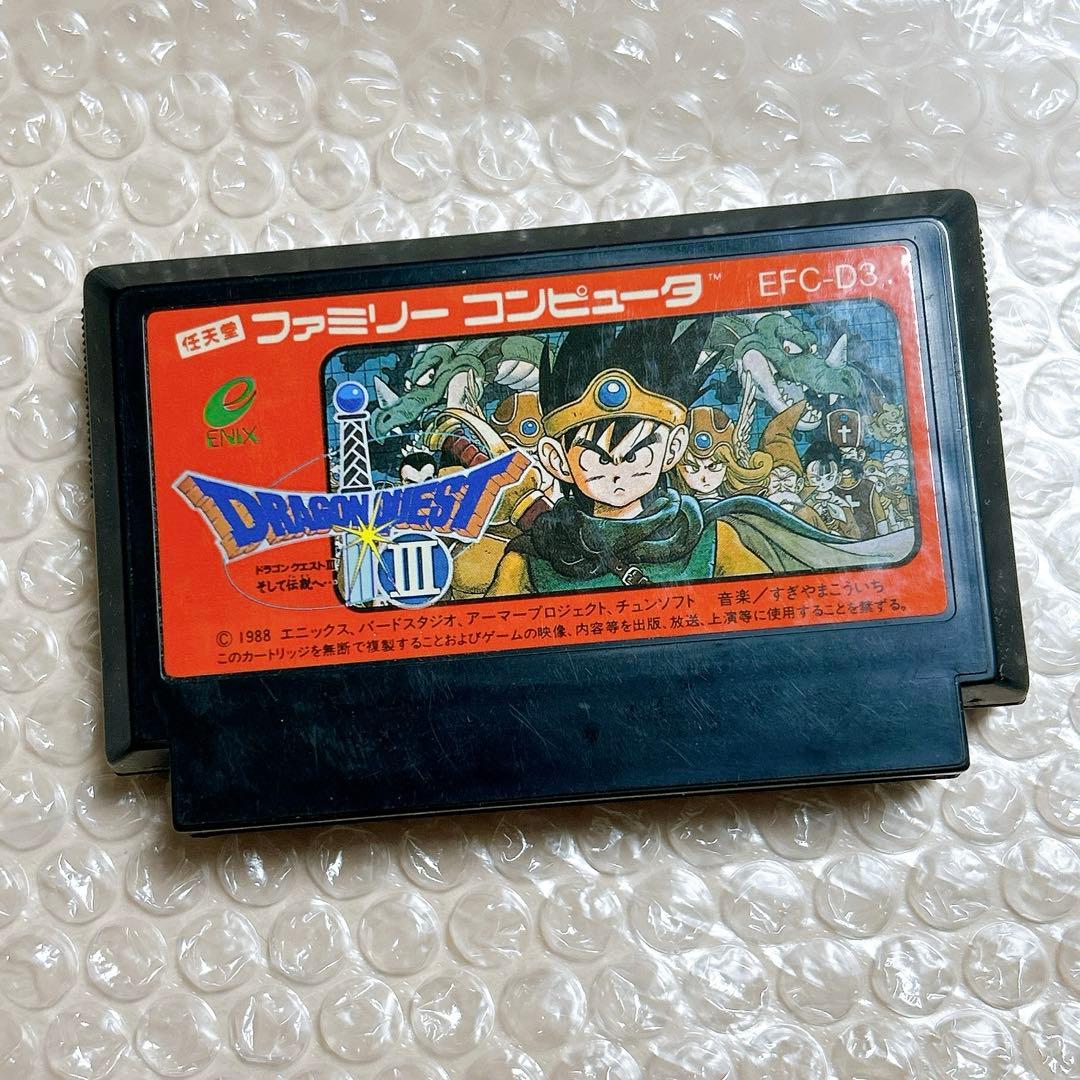 任天堂 ファミリー コンピュータ™ EFC-D3
ENIX
DRAGON QUEST
III
ドラゴンクエストIII
そして伝説へ…
© 1988 エニックス、バードスタジオ、アーマープロジェクト、チュンソフト 音楽/すぎやまこういち
このカートリッジを無断で複製することおよびゲームの映像、内容等を出版、放送、上演等に使用することを禁ずる。